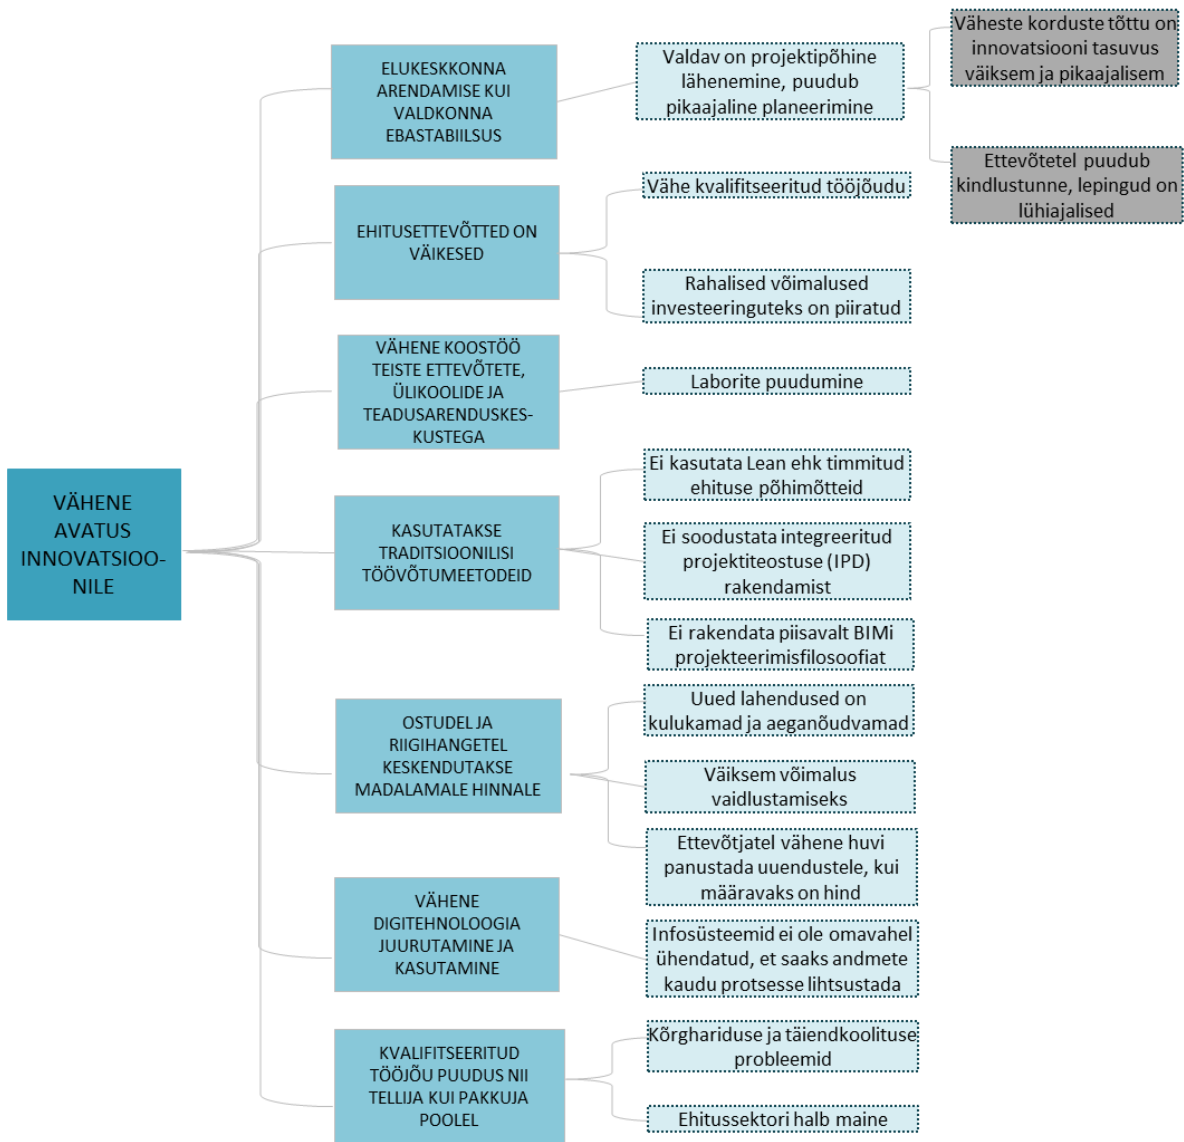 VÄHENE
AVATUS
INNOVATSIOO-
NILE
ELUKESKKONNA
ARENDAMISE KUI
VALDKONNA
EBASTABIILSUS
Valdav on projektipõhine
lähenemine, puudub
pikaajaline planeerimine
Väheste korduste tõttu on
innovatsiooni tasuvus
väiksem ja pikaajalisem
Ettevõtetel puudub
kindlustunne, lepingud on
lühiajalised
EHITUSETTEVÕTTED ON
VÄIKESED
Vähe kvalifitseeritud tööjõudu
Rahalised võimalused
investeeringuteks on piiratud
VÄHENE KOOSTÖÖ
TEISTE ETTEVÕTETE,
ÜLIKOOLIDE JA
TEADUSARENDUSKES-
KUSTEGA
Laborite puudumine
KASUTATAKSE
TRADITSIOONILISI
TÖÖVÕTUMEETODEID
Ei kasutata Lean ehk timmitud
ehituse põhimõtteid
Ei soodustata integreeritud
projektiteostuse (IPD)
rakendamist
Ei rakendata piisavalt BIMi
projekteerimisfilosoofiat
OSTUDEL JA
RIIGIHANGETEL
KESKENDUTAKSE
MADALAMALE HINNALE
Uued lahendused on
kulukamad ja aeganõudvamad
Väiksem võimalus
vaidlustamiseks
Ettevõtjatel vähene huvi
panustada uuendustele, kui
määravaks on hind
VÄHENE
DIGITEHNOLOOGIA
JUURUTAMINE JA
KASUTAMINE
Infosüsteemid ei ole omavahel
ühendatud, et saaks andmete
kaudu protsesse lihtsustada
KVALIFITSEERITUD
TÖÖJÕU PUUDUS NII
TELLIJA KUI PAKKUJA
POOLEL
Kõrghariduse ja täiendkoolituse
probleemid
Ehitussektori halb maine